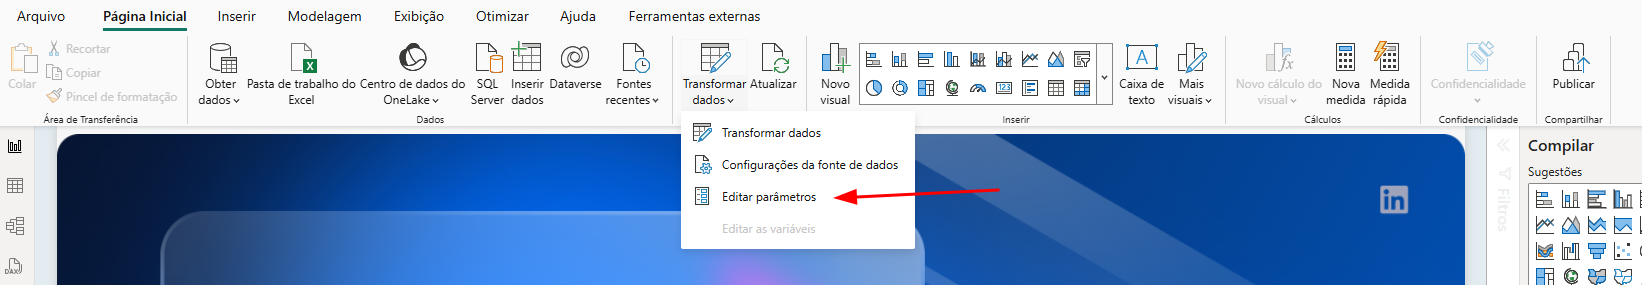 Arquivo Página Inicial Inserir Modelagem Exibição Otimizar Ajuda Ferramentas externas
Colar
Recortar
Copiar
Pincel de formatação
Área de Transferência
Obter
dados
Pasta de trabalho do
Excel
Centro de dados do
OneLake
SQL
Server
Inserir
dados
Dataverse
Fontes
recentes
Dados
Transformar
dados
Atualizar
Novo
visual
Caixa de
texto
Mais
visuais
Inserir
Novo cálculo do
visual
Nova
medida
Medida
rápida
Cálculos
Confidencialidade
Confidencialidade
Publicar
Compartilhar
Transformar dados
Configurações da fonte de dados
Editar parâmetros
Editar as variáveis
in
DAX
Filtros
Compilar
Sugestões